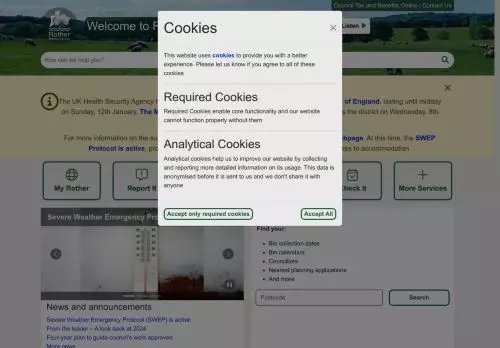 Council Tax and Benefits Online | Contact Us
Rother
Welcome to R
Listen
How can we help you?
Cookies
×
This website uses cookies to provide you with a better
experience. Please let us know if you agree to all of these
cookies
Required Cookies
Required Cookies enable core functionality and our website
cannot function properly without them
Analytical Cookies
Analytical cookies help us to improve our website by collecting
and reporting more detailed information on its usage. This data is
anonymised before it is sent to us and we don't share it with
anyone
Accept only required cookies
Accept All
×
The UK Health Security Agency
of England, lasting until midday
on Sunday, 12th January. The
the district on Wednesday, 8th
For more information on the
webpage. At this time, the SWEP
Protocol is active,
ess to accommodation.
My Rother
Report It
Check It
More Services
Severe Weather Emergency
Find your:
Bin collection dates
Bin calendars
Councillors
Nearest planning applications
And more
Postcode
Search
News and announcements
Severe Weather Emergency Protocol (SWEP) is active
From the leader – A look back at 2024
Four-year plan to guide council's work approved
More news